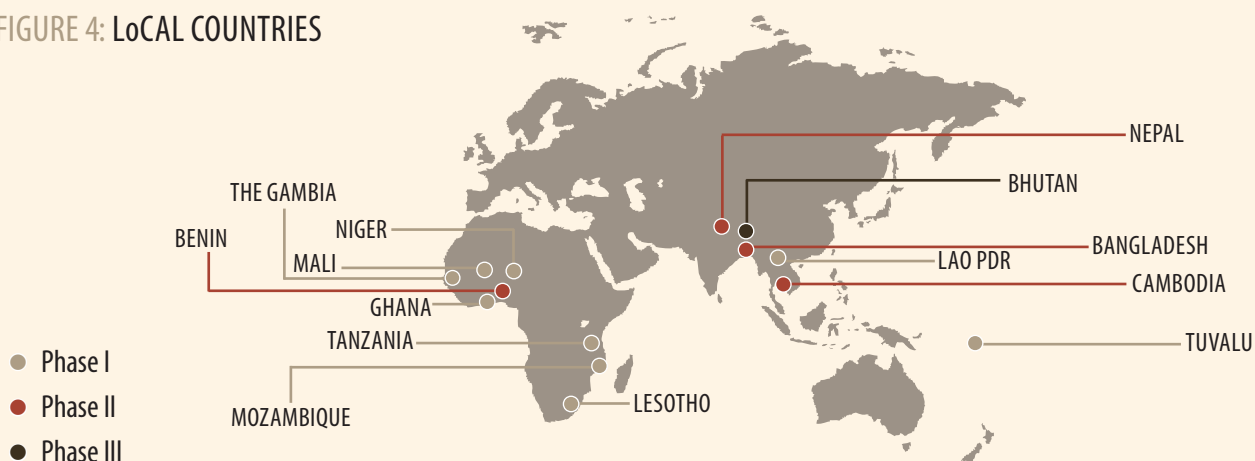 FIGURE 4: LoCAL COUNTRIES
NEPAL
BHUTAN
THE GAMBIA
NIGER
BENIN
BANGLADESH
MALI
LAO PDR
CAMBODIA
GHANA
TANZANIA
TUVALU
MOZAMBIQUE
LESOTHO
Phase I
Phase II
Phase III